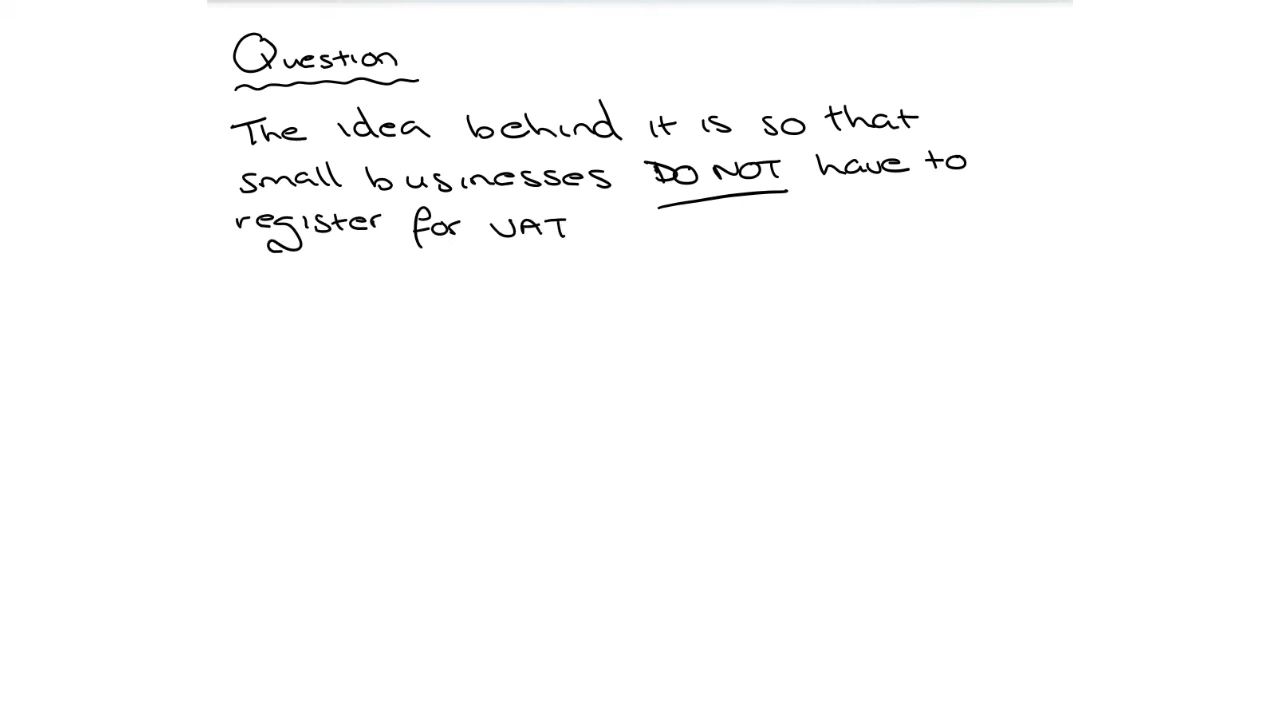 Question
The idea behind it is so that
small businesses DO NOT have to
register for VAT